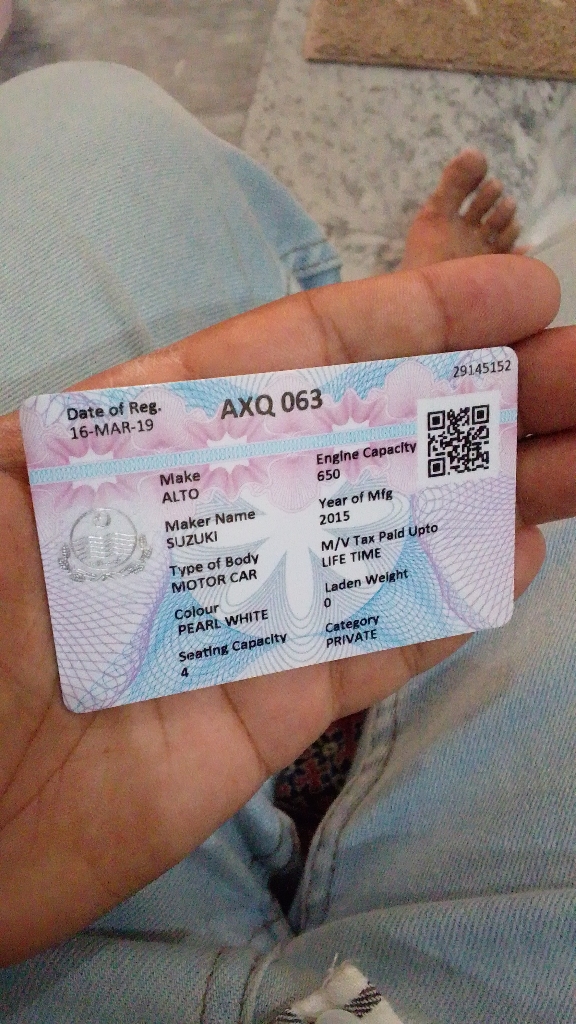 29145152
Date of Reg.
16-MAR-19
AXQ 063
Make
ALTO
Maker Name
SUZUKI
Type of Body
MOTOR CAR
Colour
PEARL WHITE
Seating Capacity
4
Engine Capacity
650
Year of Mfg
2015
M/V Tax Paid Upto
LIFE TIME
Laden Weight
0
Category
PRIVATE